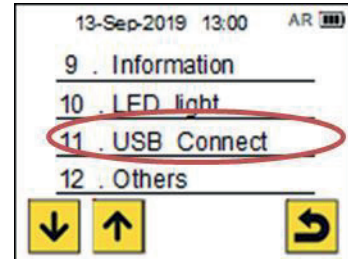 13-Sep-2019 13:00 AR
9 . Information
10 . LED light
11 . USB Connect
12 . Others